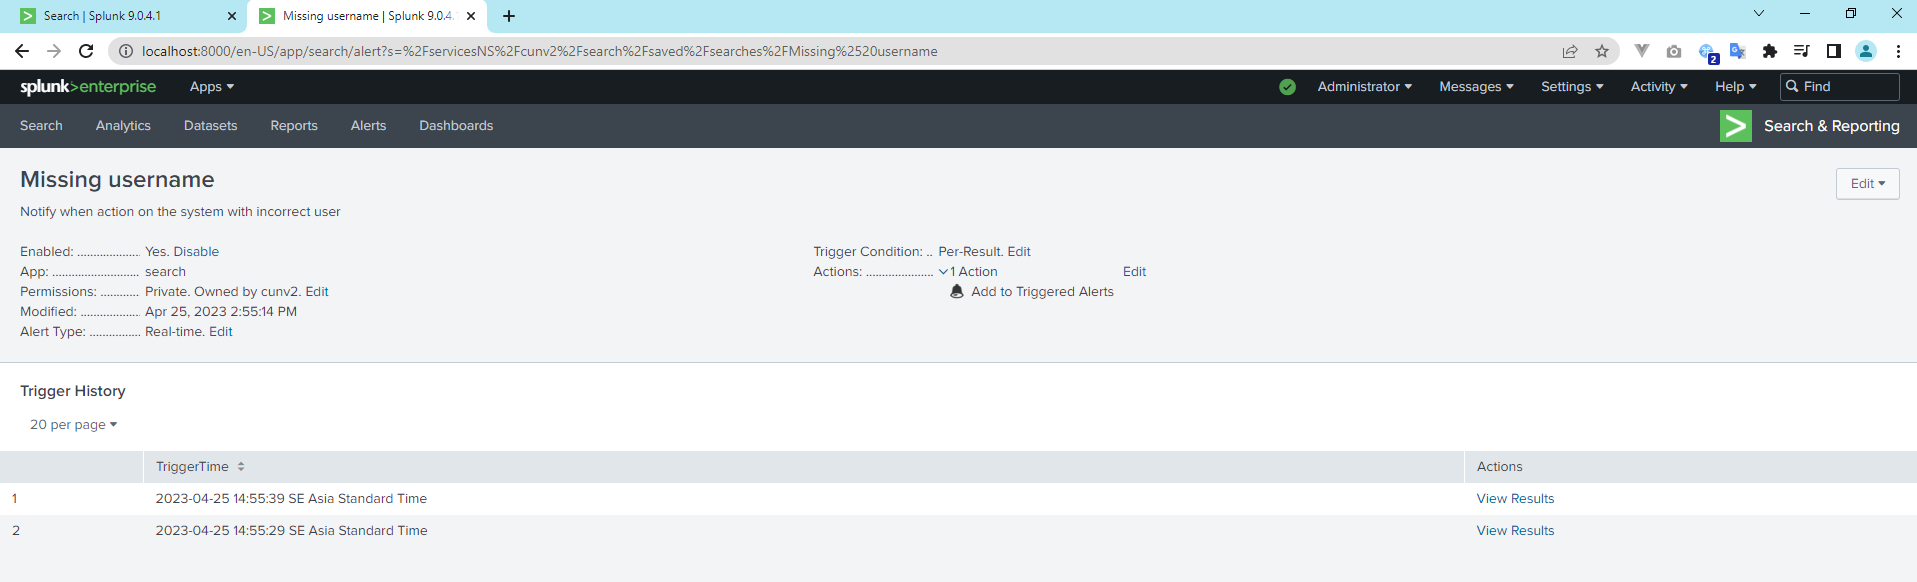 Search | Splunk 9.0.4.1
Missing username | Splunk 9.0.4.
localhost:8000/en-US/app/search/alert?s=%2FservicesNS%2Fcunv2%2Fsearch%2Fsaved%2Fsearches%2FMissing%2520username
2
splunk>enterprise Apps Administrator Messages Settings Activity Help Find
Search Analytics Datasets Reports Alerts Dashboards Search & Reporting
Missing username
Edit
Notify when action on the system with incorrect user
Enabled: .................... Yes. Disable
App: ........................... search
Permissions: ............ Private. Owned by cunv2. Edit
Modified: ................... Apr 25, 2023 2:55:14 PM
Alert Type: ................ Real-time. Edit
Trigger Condition: .. Per-Result. Edit
Actions: ..................... 1 Action Edit
Add to Triggered Alerts
Trigger History
20 per page
TriggerTime Actions
1 2023-04-25 14:55:39 SE Asia Standard Time View Results
2 2023-04-25 14:55:29 SE Asia Standard Time View Results